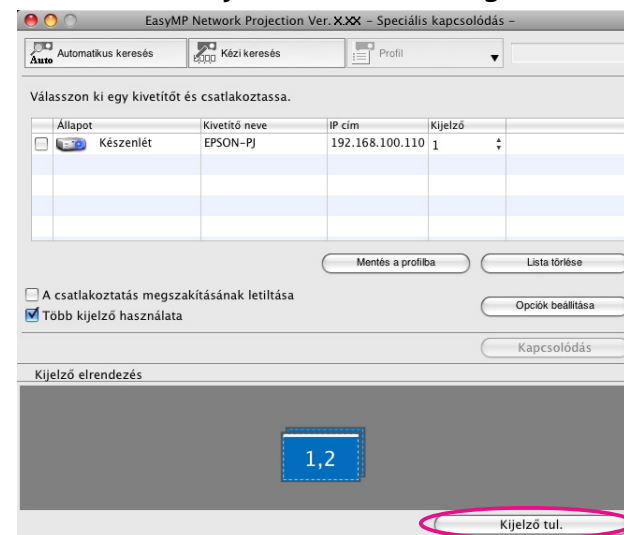 EasyMP Network Projection Ver. X.XX – Speciális kapcsolódás –
Auto Automatikus keresés Kézi keresés Profil
Válasszon ki egy kivetítőt és csatlakoztassa.
Állapot Kivetítő neve IP cím Kijelző
Készenlét EPSON-PJ 192.168.100.110 1
Mentés a profilba Lista törlése
A csatlakoztatás megszakításának letiltása
Opciók beállítása
Több kijelző használata
Kapcsolódás
Kijelző elrendezés
1,2
Kijelző tul.